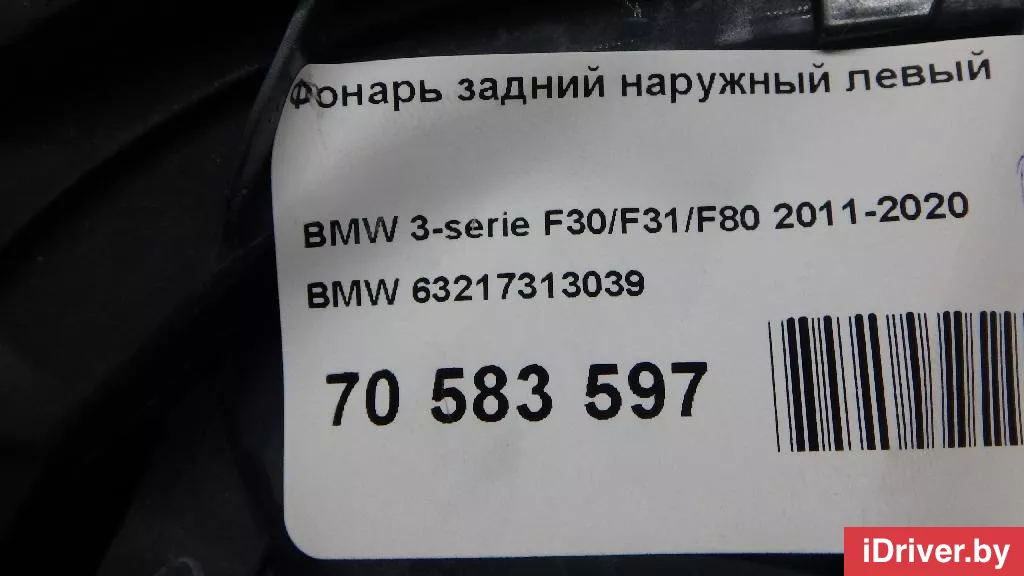 Фонарь задний наружный левый
BMW 3-serie F30/F31/F80 2011-2020
BMW 63217313039
70 583 597
iDriver.by